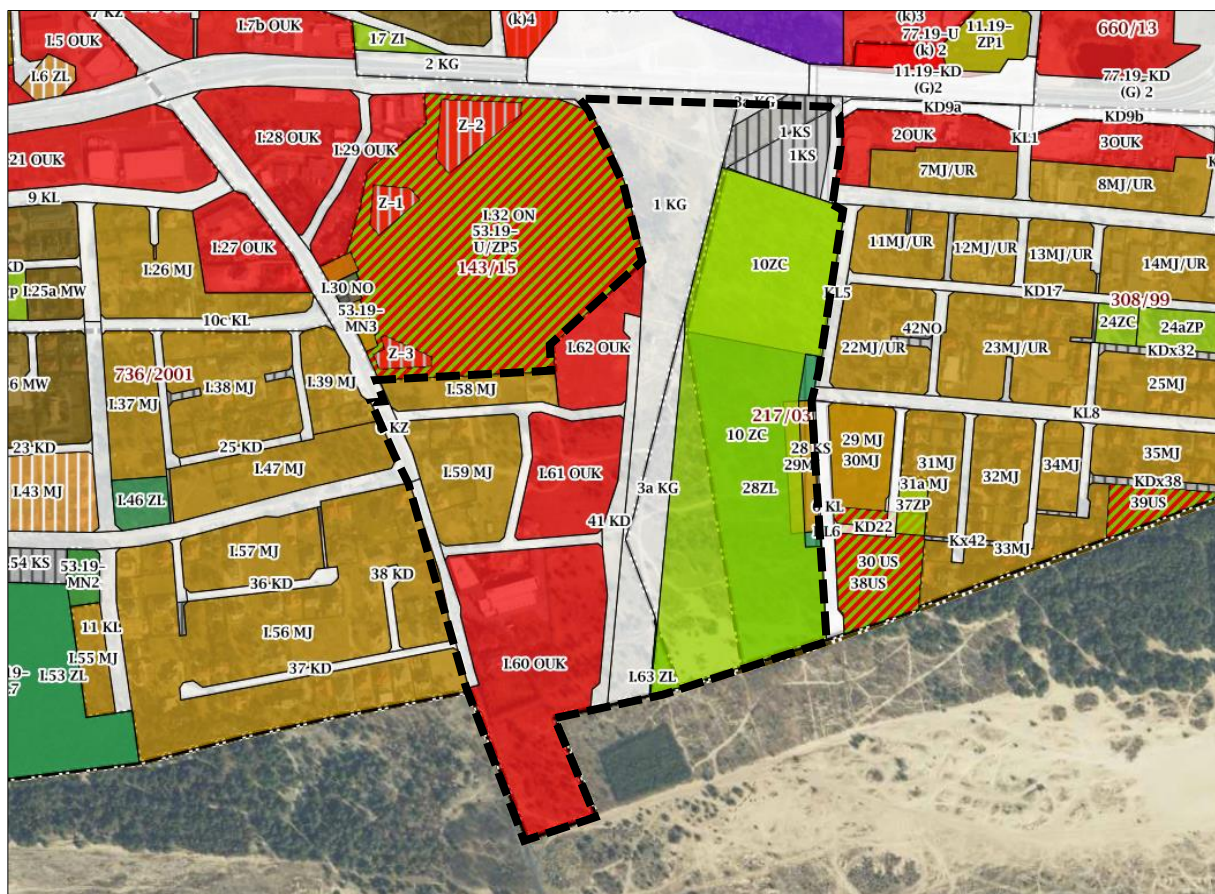 (k)4
(k)3
7 KZ
I.5 OUK
I.7b OUK
17 ZI
77.19-U
(k) 2
11.19-
ZP1
660/13
2 KG
I.6 ZL
11.19-KD
(G)2
77.19-KD
(G) 2
3a KG
KD9a
KD9b
Z-2
1 KS
I.28 OUK
2OUK
KL1
3OUK
I.29 OUK
1KS
21 OUK
7MJ/UR
8MJ/UR
9 KL
Z-1
1 KG
I.32 ON
53.19-
U/ZP5
143/15
I.27 OUK
11MJ/UR
12MJ/UR
13MJ/UR
14MJ/UR
I.26 MJ
10ZC
KD
I.25a MW
I.30 NO
KL5
KD17
308/99
53.19-
MN3
10c KL
24ZC
24aZP
42NO
Z-3
I.62 OUK
22MJ/UR
23MJ/UR
KDx32
736/2001
6 MW
I.38 MJ
I.39 MJ
I.58 MJ
25MJ
I.37 MJ
217/03
KL8
KZ
10 ZC
29 MJ
28 KS
23 KD
25 KD
30MJ
31MJ
34MJ
35MJ
I.47 MJ
I.59 MJ
I.61 OUK
29M
32MJ
I.43 MJ
I.46 ZL
3a KG
28ZL
31a MJ
KDx38
37ZP
39US
KL
41 KD
KL6
KD22
Kx42
33MJ
I.57 MJ
.54 KS
53.19-
MN2
36 KD
38 KD
30 US
38US
11 KL
I.56 MJ
I.55 MJ
I.60 OUK
37 KD
I.53 ZL
I.63 ZL
19-